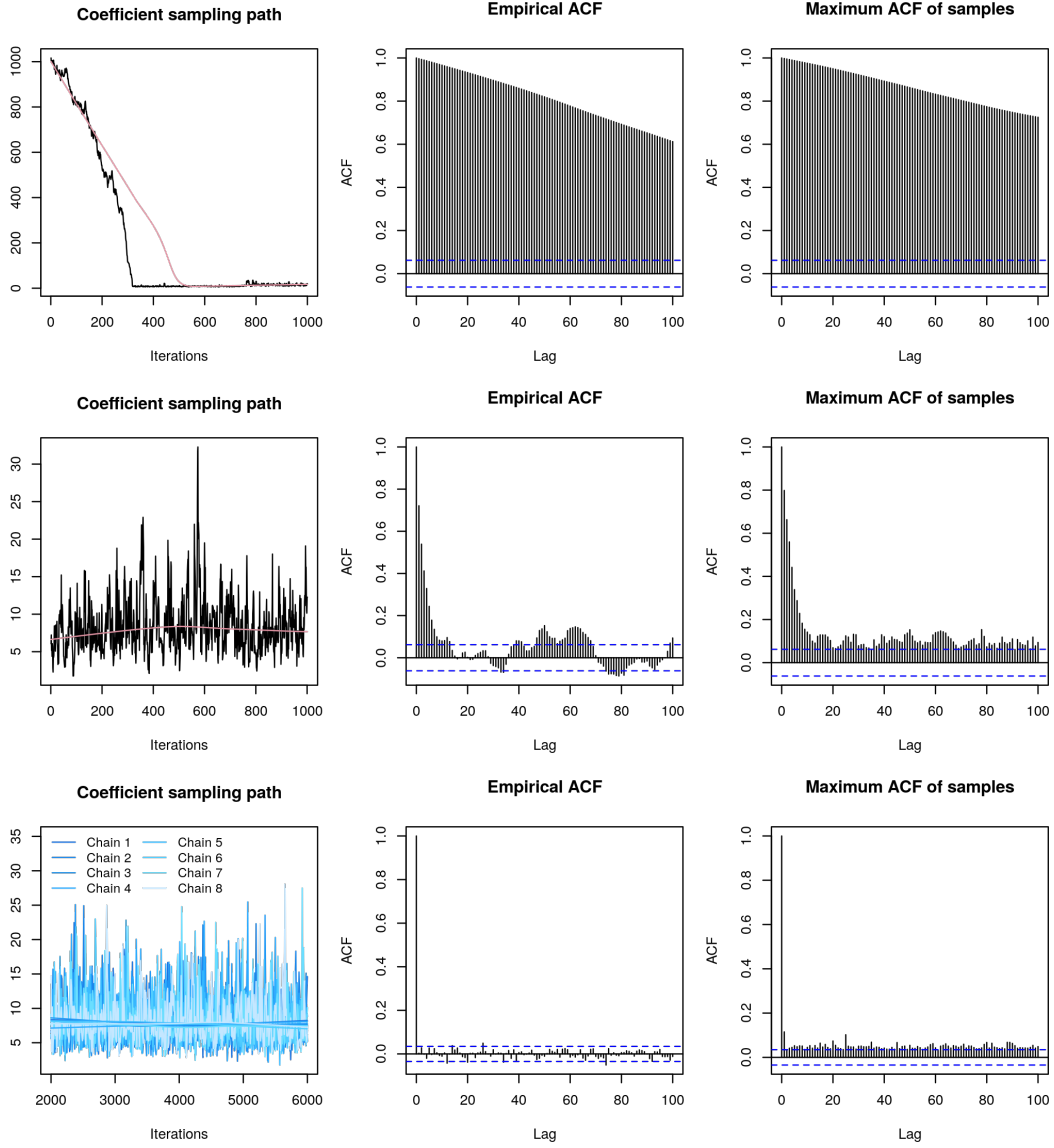 Coefficient sampling path
Empirical ACF
Maximum ACF of samples
1000
800
600
400
200
0
0 200 400 600 800 1000
Iterations
ACF
1.0
0.8
0.6
0.4
0.2
0.0
0 20 40 60 80 100
Lag
ACF
1.0
0.8
0.6
0.4
0.2
0.0
0 20 40 60 80 100
Lag
Coefficient sampling path
Empirical ACF
Maximum ACF of samples
30
25
20
15
10
5
0 200 400 600 800 1000
Iterations
ACF
1.0
0.8
0.6
0.4
0.2
0.0
0 20 40 60 80 100
Lag
ACF
1.0
0.8
0.6
0.4
0.2
0.0
0 20 40 60 80 100
Lag
Coefficient sampling path
Empirical ACF
Maximum ACF of samples
35
30
25
20
15
10
5
Chain 1 Chain 5
Chain 2 Chain 6
Chain 3 Chain 7
Chain 4 Chain 8
2000 3000 4000 5000 6000
Iterations
ACF
1.0
0.8
0.6
0.4
0.2
0.0
0 20 40 60 80 100
Lag
ACF
1.0
0.8
0.6
0.4
0.2
0.0
0 20 40 60 80 100
Lag